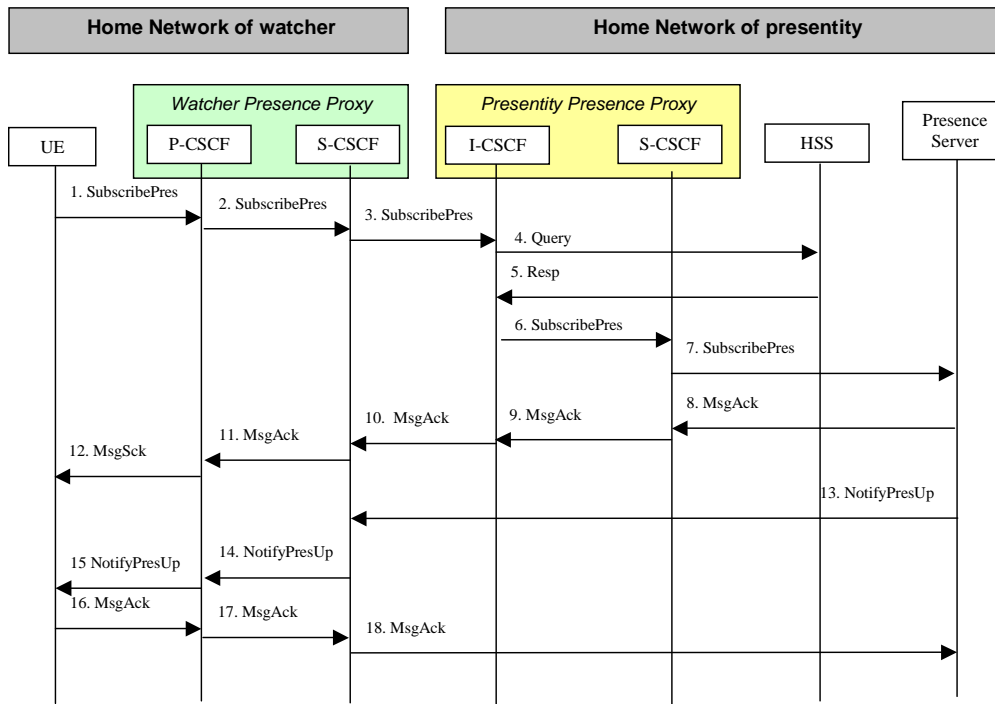 Home Network of watcher
Home Network of presentity
Watcher Presence Proxy
Presentity Presence Proxy
UE
P-CSCF
S-CSCF
I-CSCF
S-CSCF
HSS
Presence
Server
1. SubscribePres
2. SubscribePres
3. SubscribePres
4. Query
5. Resp
6. SubscribePres
7. SubscribePres
8. MsgAck
9. MsgAck
10. MsgAck
11. MsgAck
12. MsgSck
13. NotifyPresUp
14. NotifyPresUp
15 NotifyPresUp
16. MsgAck
17. MsgAck
18. MsgAck